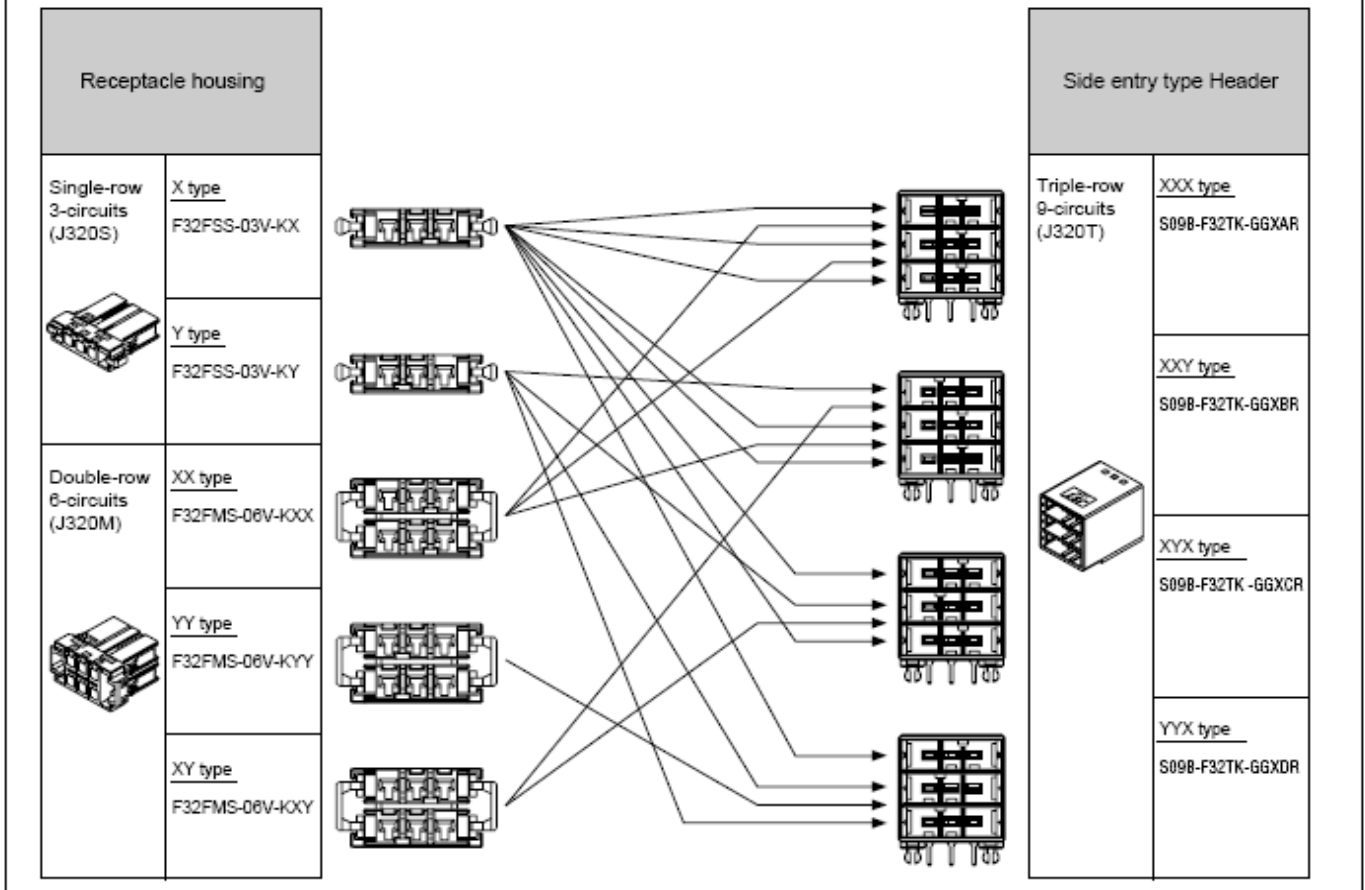 Receptacle housing
Single-row
3-circuits
(J320S)
X type
F32FSS-03V-KX
Y type
F32FSS-03V-KY
Double-row
6-circuits
(J320M)
XX type
F32FMS-06V-KXX
YY type
F32FMS-06V-KYY
XY type
F32FMS-06V-KXY
Side entry type Header
Triple-row
9-circuits
(J320T)
XXX type
S09B-F32TK-GGXAR
XXY type
S09B-F32TK-GGXBR
XYX type
S09B-F32TK -GGXCR
YYX type
S09B-F32TK-GGXDR